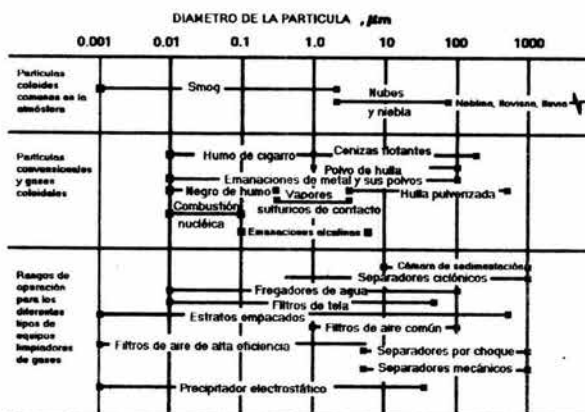 DIAMETRO DE LA PARTICULA , μm
0.001 0.01 0.1 1.0 10 100 1000
Partículas
coloides
comunes en la
atmósfera
Smog
Nubes
y niebla
Neblina, llovisna, lluvia
Partículas
convensionales
y gases
coloidales
Humo de cigarro
Cenizas flotantes
Polvo de hulla
Emanaciones de metal y sus polvos
Negro de humo
Vapores
sulfúricos de contacto
Hulla pulverizada
Combustión
nucléica
Emanaciones alcalinas
Rangos de
operación
para los
diferentes
tipos de
equipo
limpiadores
de gases
Cámara de sedimentación
Separadores ciclónicos
Fregadores de agua
Filtros de tela
Estratos empacados
Filtros de aire común
Filtros de aire de alta eficiencia
Separadores por choque
Separadores mecánicos
Precipitador electrostático